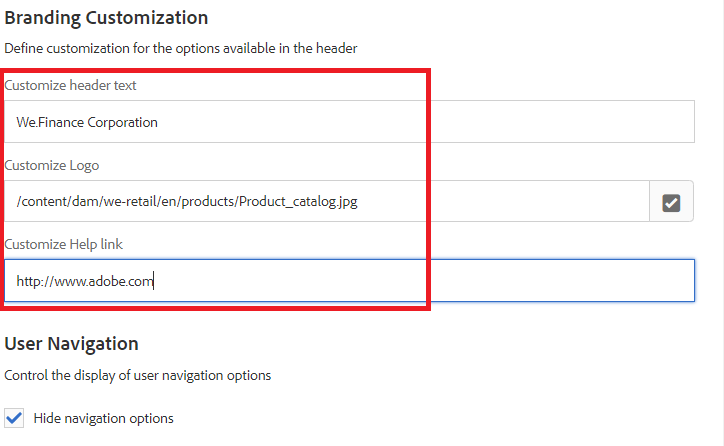 Branding Customization
Define customization for the options available in the header
Customize header text
We.Finance Corporation
Customize Logo
/content/dam/we-retail/en/products/Product_catalog.jpg
Customize Help link
http://www.adobe.com
User Navigation
Control the display of user navigation options
Hide navigation options